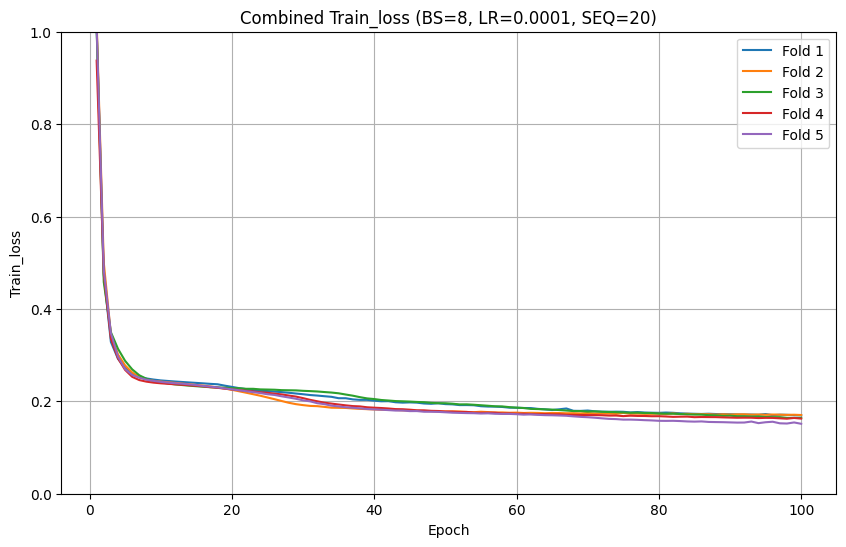 Combined Train_loss (BS=8, LR=0.0001, SEQ=20)
Fold 1
Fold 2
Fold 3
Fold 4
Fold 5
Train_loss
1.0
0.8
0.6
0.4
0.2
0.0
0 20 40 60 80 100
Epoch